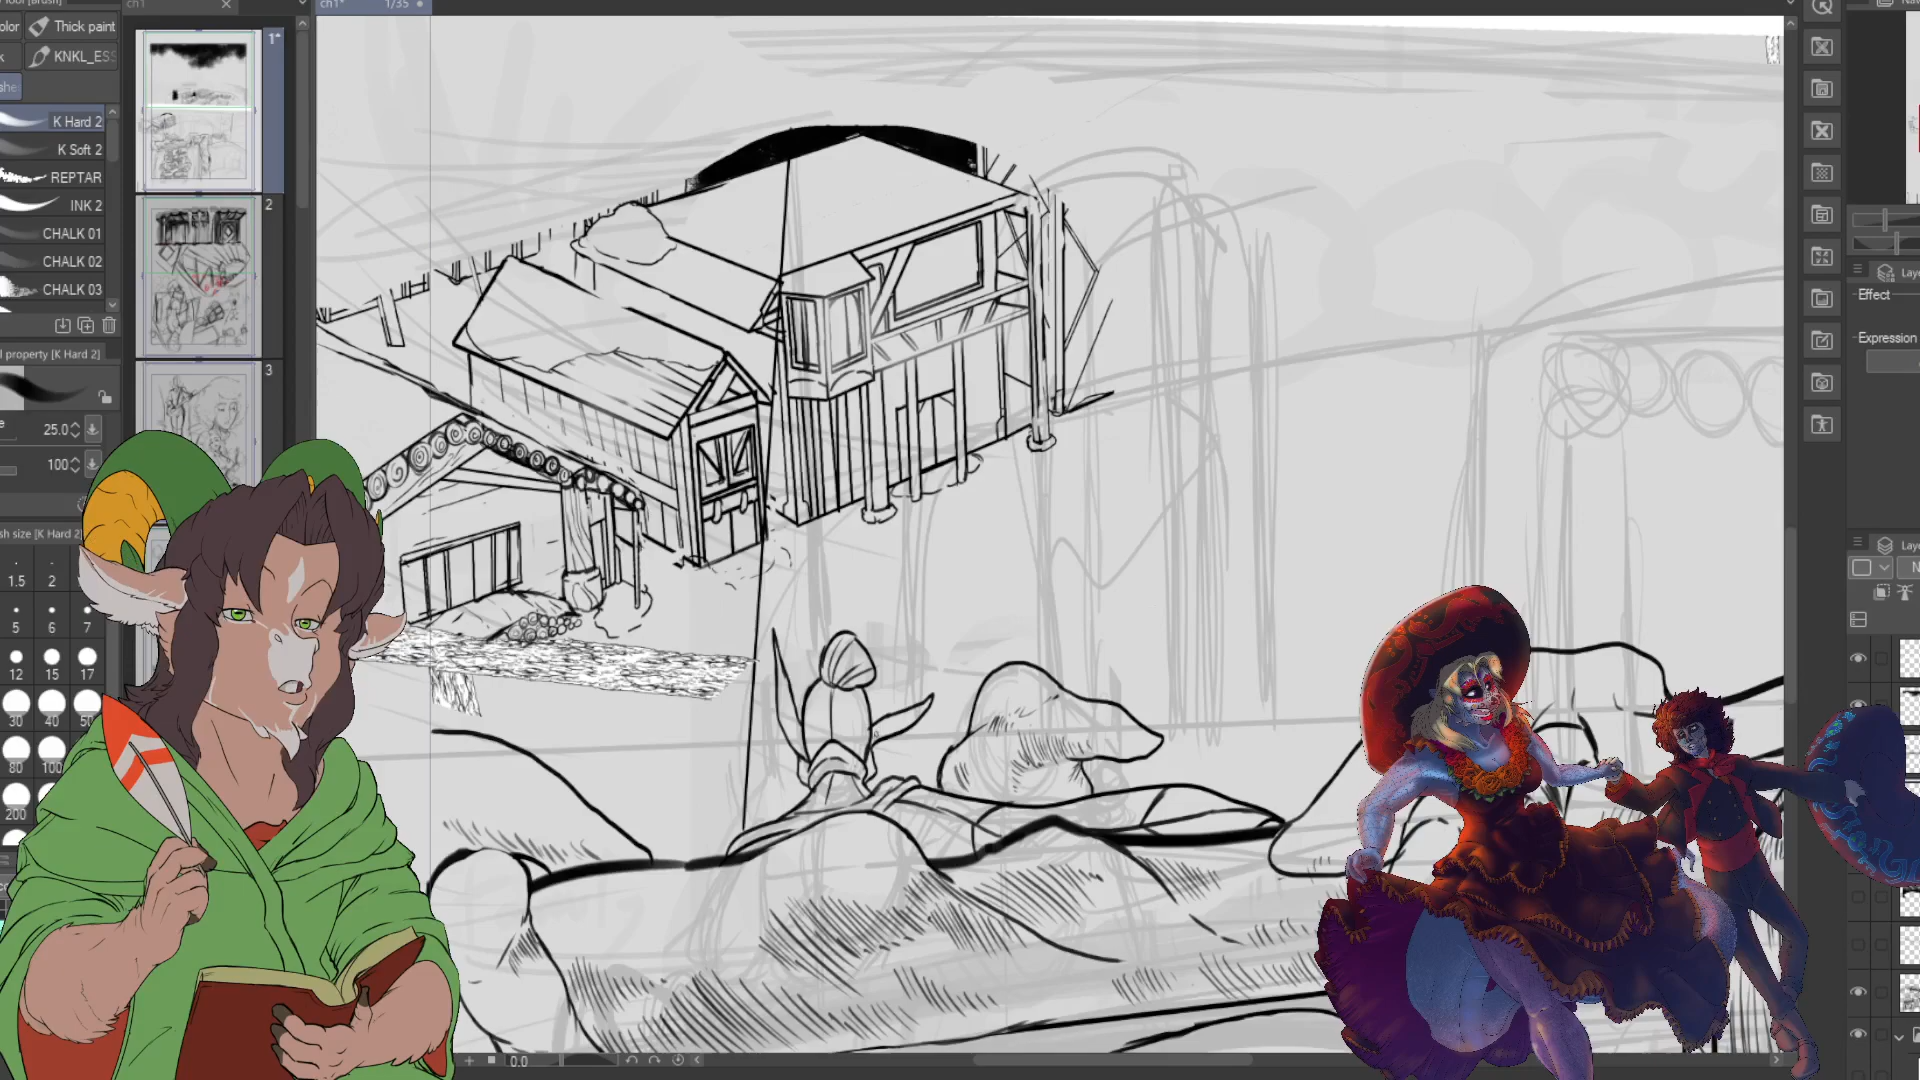 ch1
ch1* 1/35
Thick paint
KNKL_ESS
K Hard 2
K Soft 2
REPTAR
INK 2
CHALK 01
CHALK 02
CHALK 03
1*
2
3
property [K Hard 2]
25.0
100
size [K Hard 2]
1.5 2
5 6 7
12 15 17
30 40 50
80 100
200
0.0
Effect
Expression